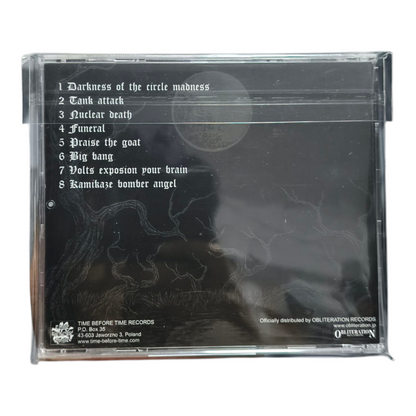 1 Darkness of the circle madness
2 Tank attack
3 Nuclear death
4 Funeral
5 Praise the goat
6 Big bang
7 Volts exposion your brain
8 Kamikaze bomber angel
TIME BEFORE TIME RECORDS
P.O. Box 35
43-603 Jaworzno 3, Poland
www.time-before-time.com
Officially distributed by OBLITERATION RECORDS
www.obliteration.jp
OBLITERATION